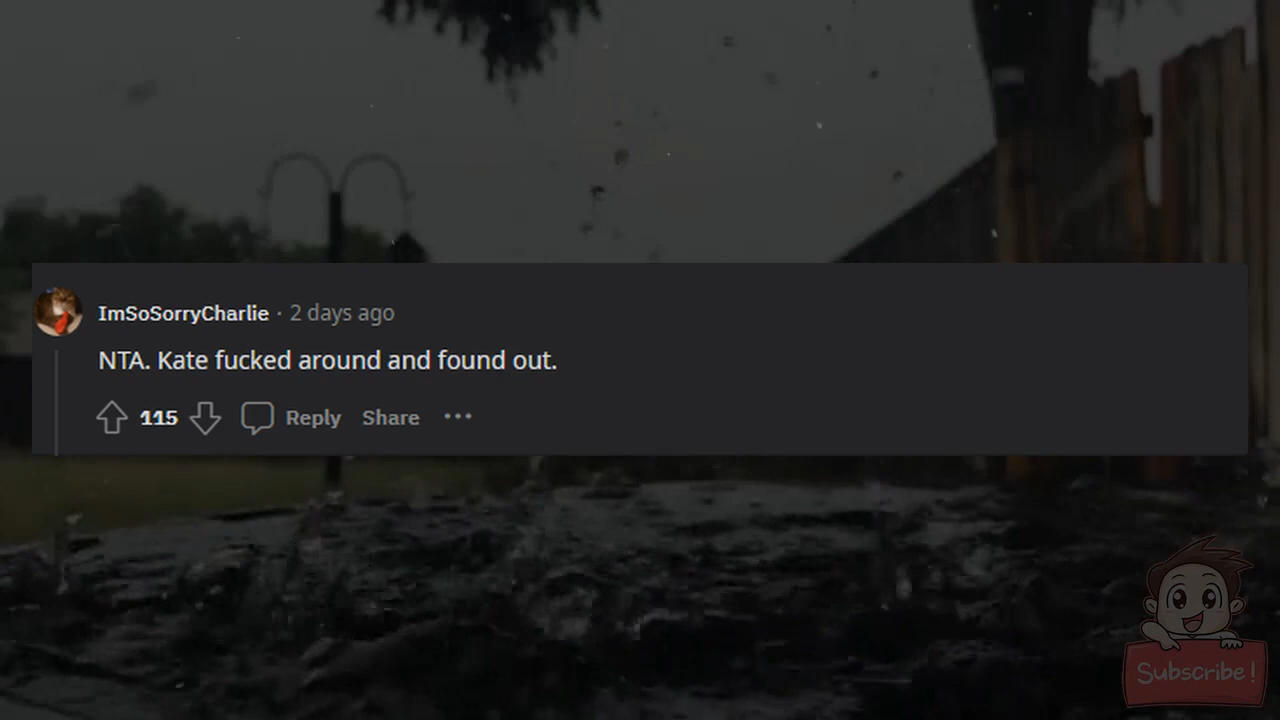 ImSoSorryCharlie · 2 days ago
NTA. Kate fucked around and found out.
115 Reply Share ···
Subscribe!